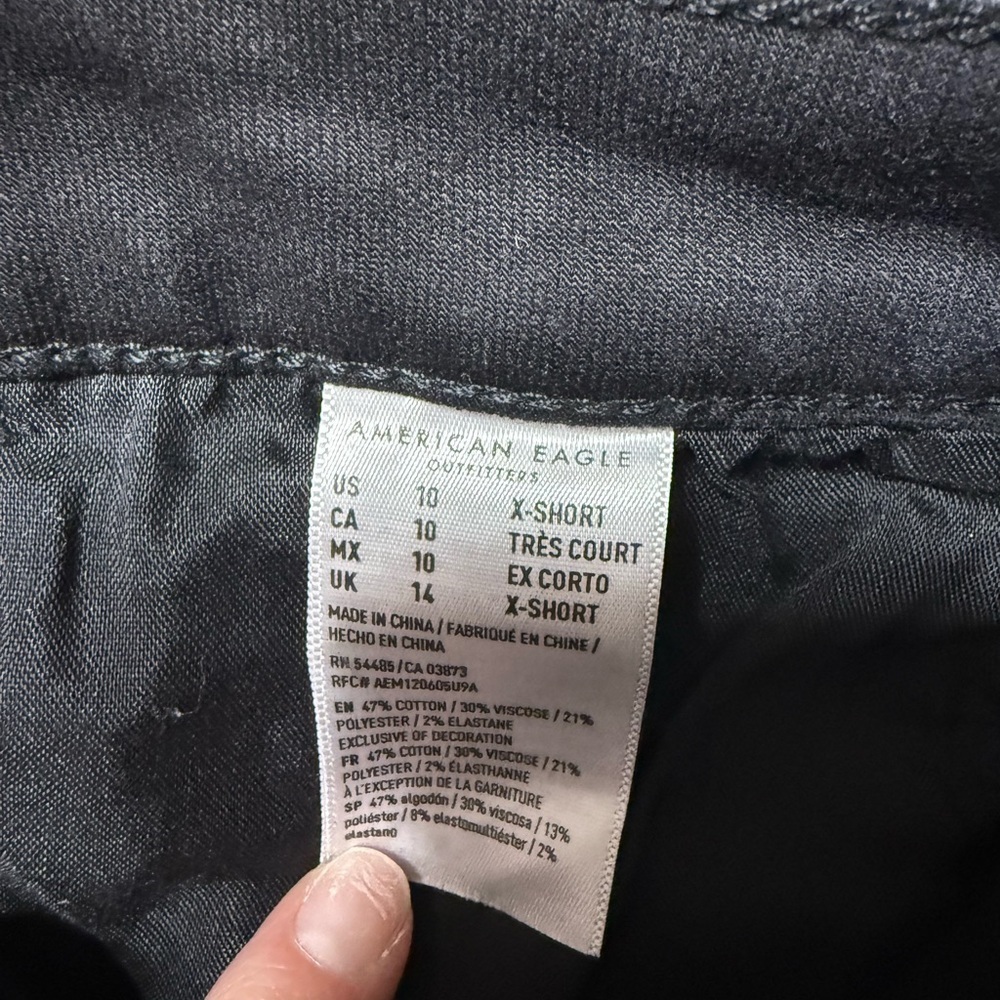 AMERICAN EAGLE
OUTFITTERS
US 10 X-SHORT
CA 10 TRÈS COURT
MX 10 EX CORTO
UK 14 X-SHORT
MADE IN CHINA / FABRIQUÉ EN CHINE /
HECHO EN CHINA
RN 54485 / CA 03873
RFC# AEM120605U9A
EN 47% COTTON / 30% VISCOSE / 21%
POLYESTER / 2% ELASTANE
EXCLUSIVE OF DECORATION
FR 47% COTON / 30% VISCOSE / 21%
POLYESTER / 2% ÉLASTHANNE
À L'EXCEPTION DE LA GARNITURE
SP 47% algodón / 30% viscosa / 13%
poliéster / 8% elastomultiéster / 2%
elastano